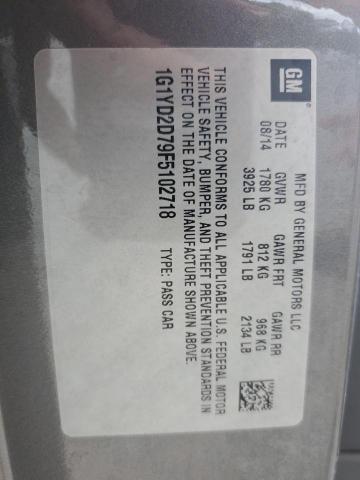 GM
MFD BY GENERAL MOTORS LLC
DATE GVWR GAWR FRT GAWR RR
08/14 1780 KG 812 KG 968 KG
3925 LB 1791 LB 2134 LB
THIS VEHICLE CONFORMS TO ALL APPLICABLE U.S. FEDERAL MOTOR
VEHICLE SAFETY, BUMPER, AND THEFT PREVENTION STANDARDS IN
EFFECT ON THE DATE OF MANUFACTURE SHOWN ABOVE.
1G1YD2D79F5102718 TYPE: PASS CAR